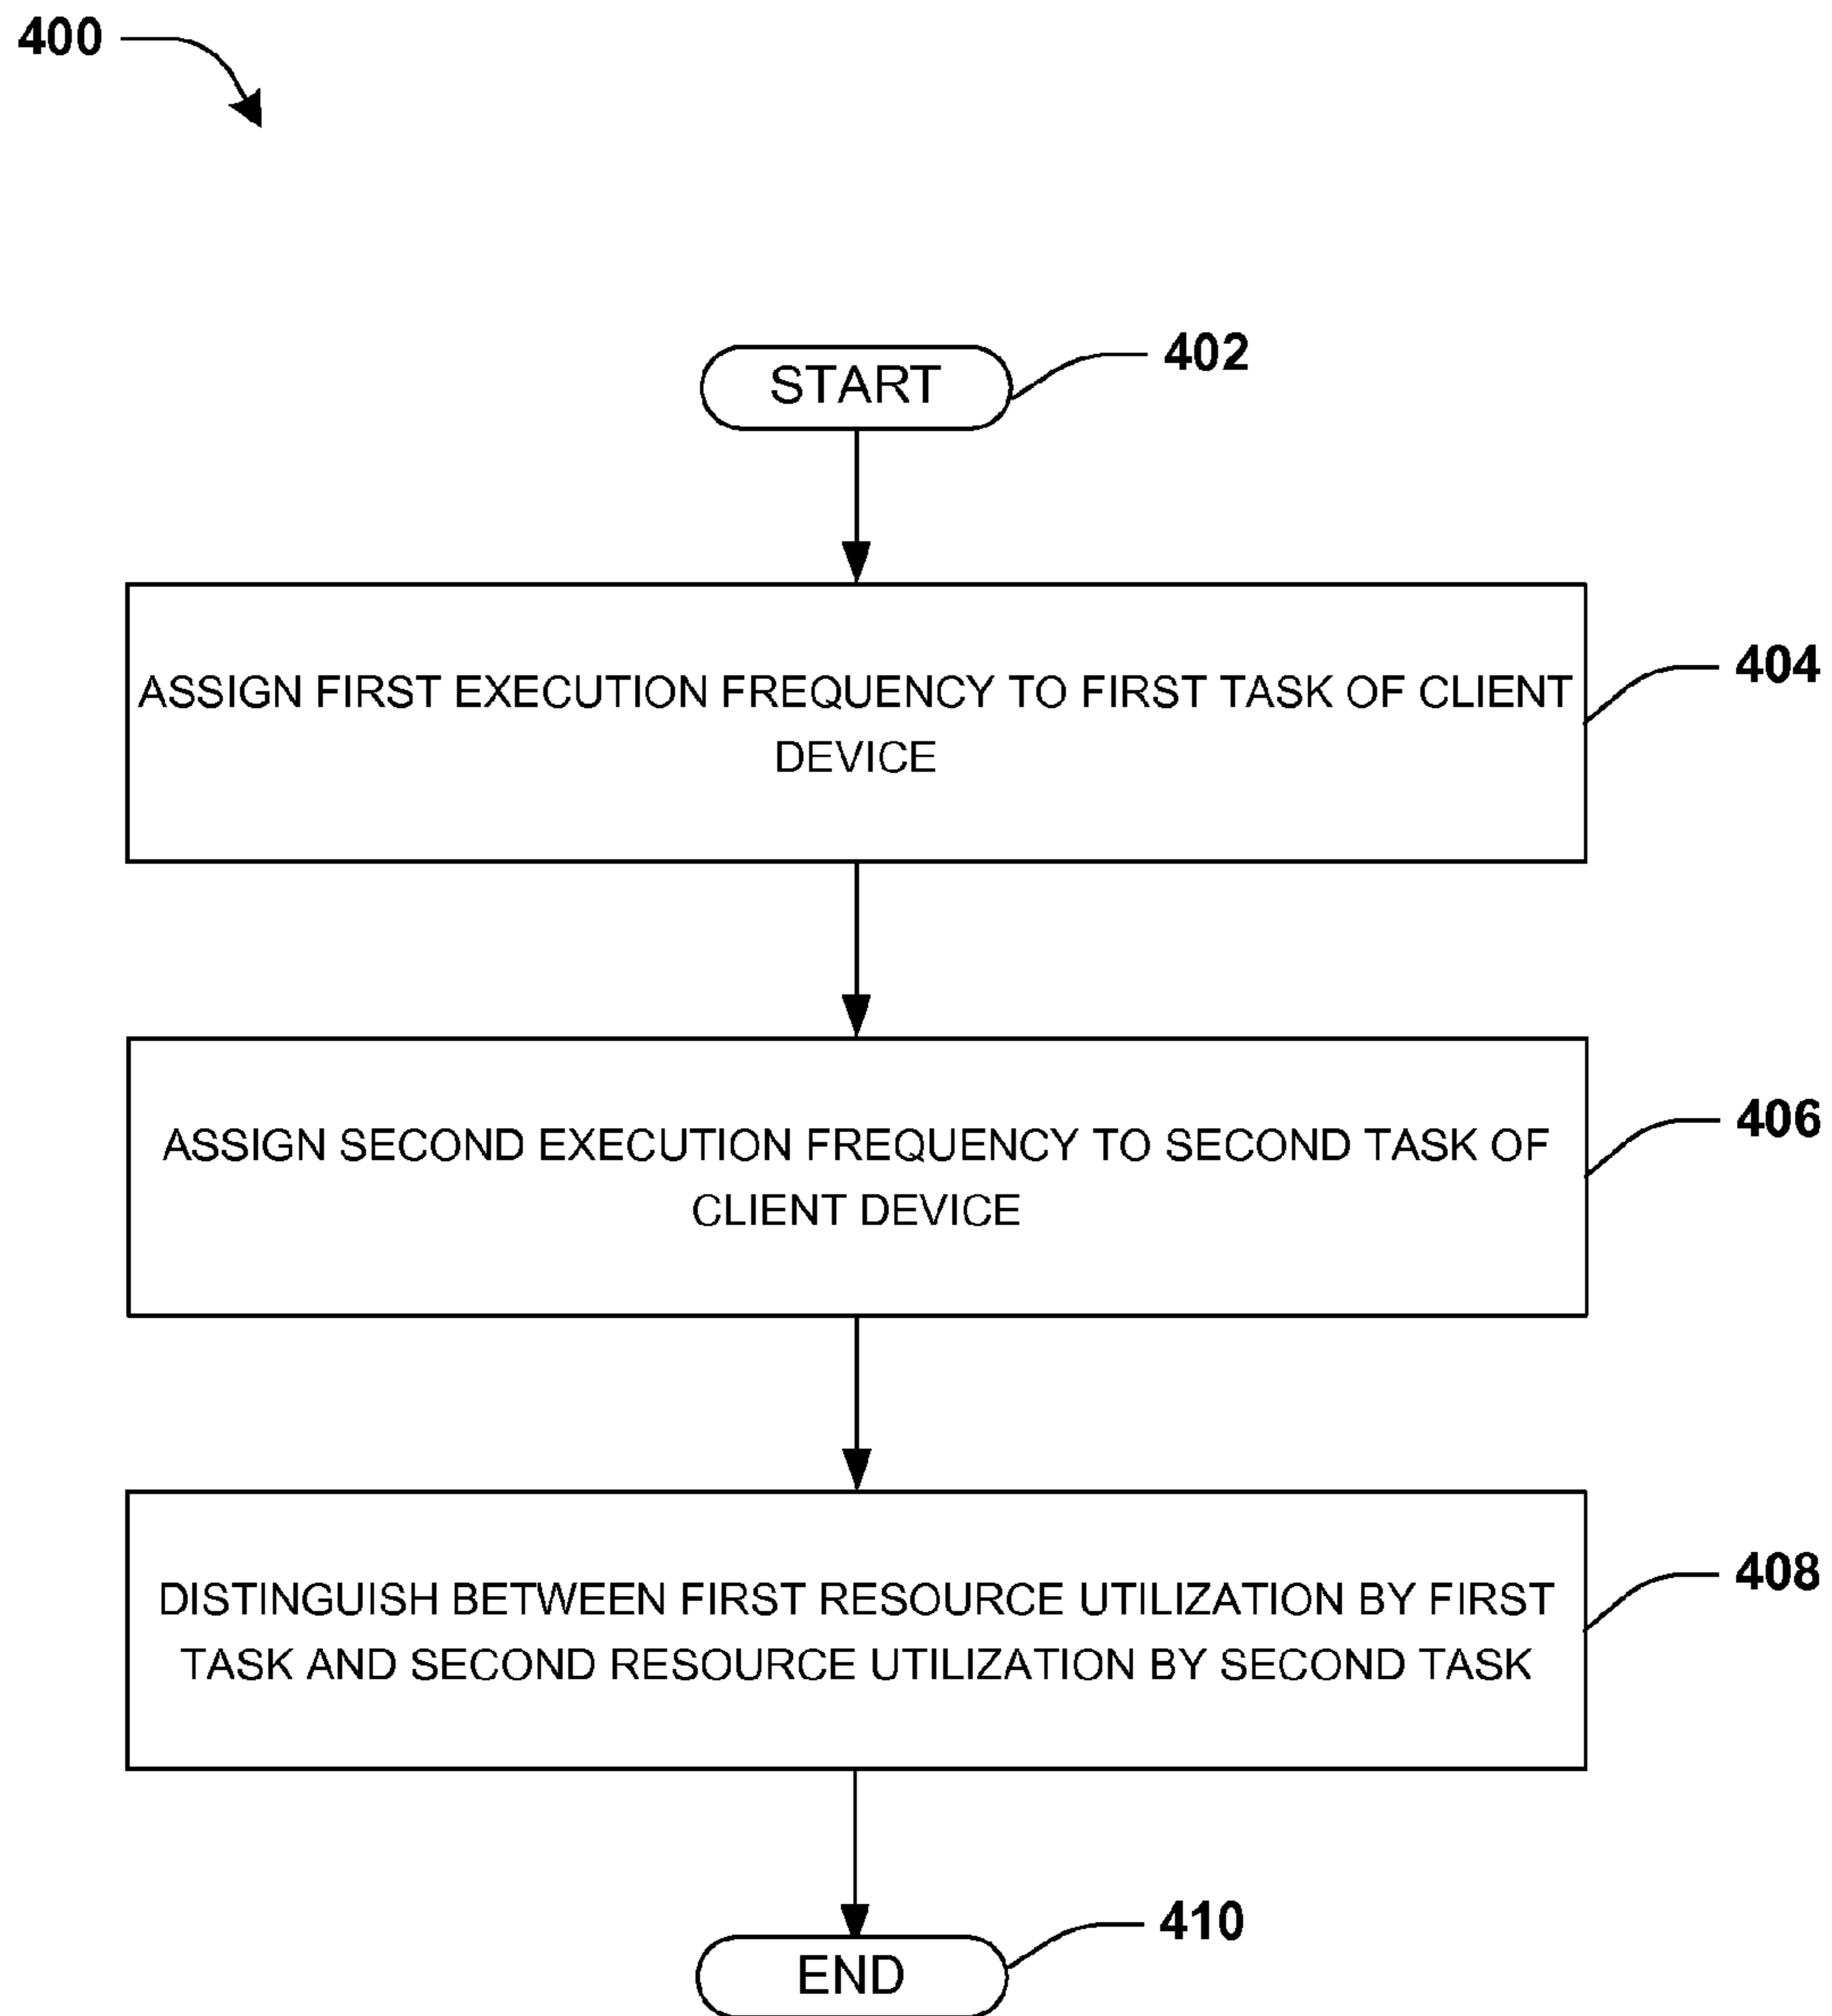 400
START
402
ASSIGN FIRST EXECUTION FREQUENCY TO FIRST TASK OF CLIENT
DEVICE
404
ASSIGN SECOND EXECUTION FREQUENCY TO SECOND TASK OF
CLIENT DEVICE
406
DISTINGUISH BETWEEN FIRST RESOURCE UTILIZATION BY FIRST
TASK AND SECOND RESOURCE UTILIZATION BY SECOND TASK
408
END
410